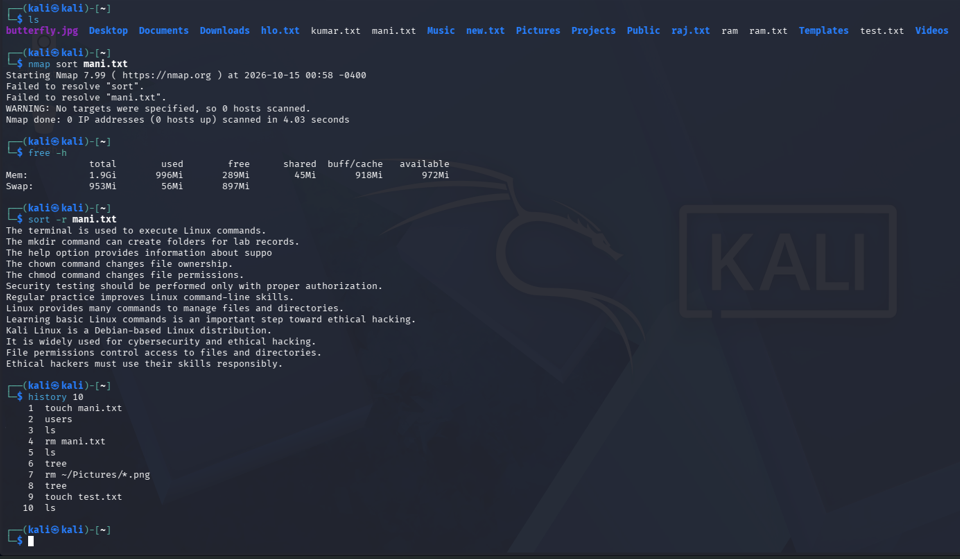 ┌──(kali㉿kali)-[~]
└─$ ls
butterfly.jpg  Desktop  Documents  Downloads  hlo.txt  kumar.txt  mani.txt  Music  new.txt  Pictures  Projects  Public  raj.txt  ram  ram.txt  Templates  test.txt  Videos
┌──(kali㉿kali)-[~]
└─$ nmap sort mani.txt
Starting Nmap 7.99 ( https://nmap.org ) at 2026-10-15 00:58 -0400
Failed to resolve "sort".
Failed to resolve "mani.txt".
WARNING: No targets were specified, so 0 hosts scanned.
Nmap done: 0 IP addresses (0 hosts up) scanned in 4.03 seconds
┌──(kali㉿kali)-[~]
└─$ free -h
               total        used        free      shared  buff/cache   available
Mem:           1.9Gi       996Mi       289Mi        45Mi       918Mi       972Mi
Swap:          953Mi        56Mi       897Mi
┌──(kali㉿kali)-[~]
└─$ sort -r mani.txt
The terminal is used to execute Linux commands.
The mkdir command can create folders for lab records.
The help option provides information about suppo
The chown command changes file ownership.
The chmod command changes file permissions.
Security testing should be performed only with proper authorization.
Regular practice improves Linux command-line skills.
Linux provides many commands to manage files and directories.
Learning basic Linux commands is an important step toward ethical hacking.
Kali Linux is a Debian-based Linux distribution.
It is widely used for cybersecurity and ethical hacking.
File permissions control access to files and directories.
Ethical hackers must use their skills responsibly.
┌──(kali㉿kali)-[~]
└─$ history 10
    1  touch mani.txt
    2  users
    3  ls
    4  rm mani.txt
    5  ls
    6  tree
    7  rm ~/Pictures/*.png
    8  tree
    9  touch test.txt
   10  ls
┌──(kali㉿kali)-[~]
└─$
KALI